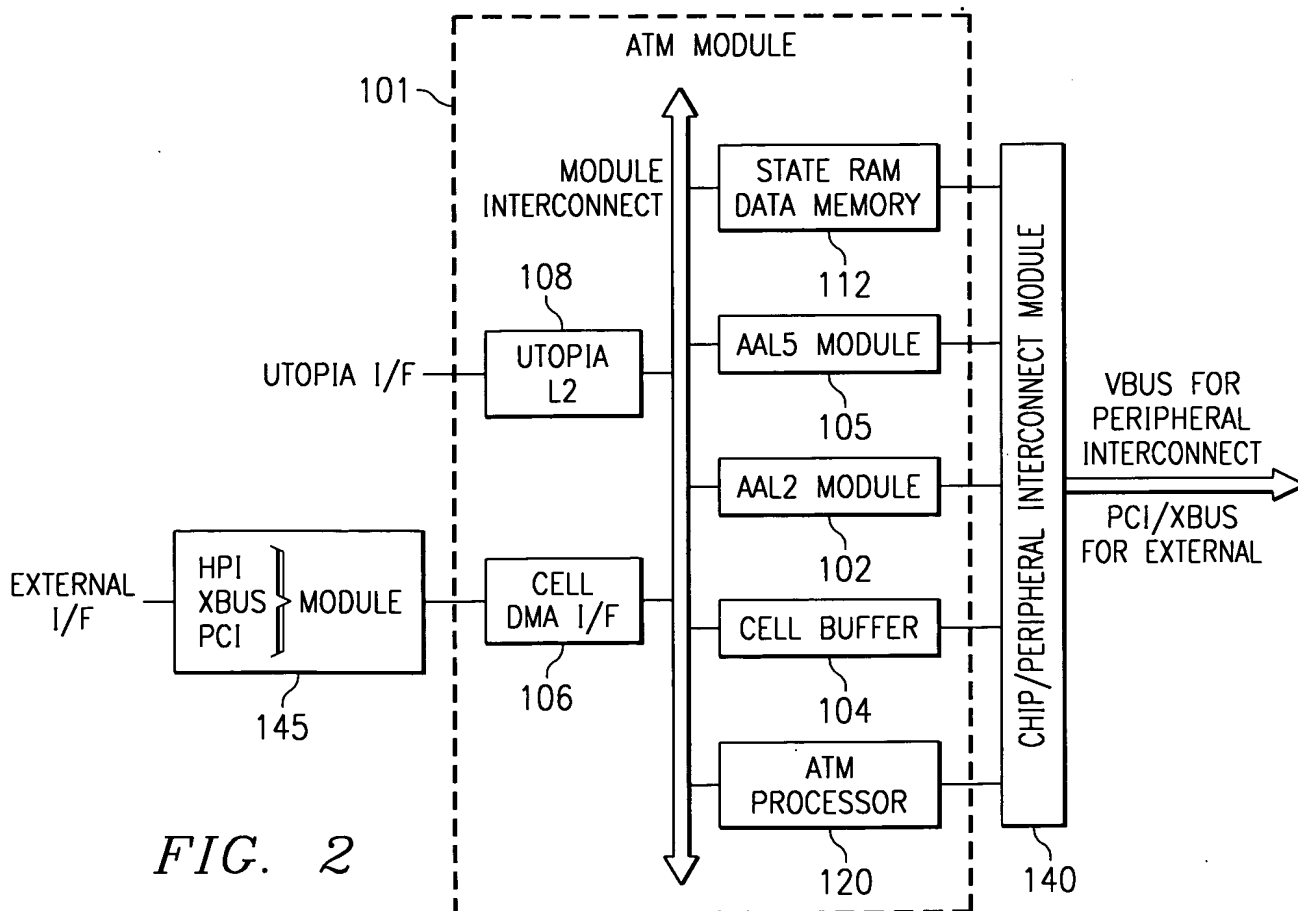 ATM MODULE
101
MODULE
INTERCONNECT
STATE RAM
DATA MEMORY
112
108
UTOPIA I/F
UTOPIA
L2
AAL5 MODULE
105
AAL2 MODULE
102
EXTERNAL
I/F
HPI
XBUS
PCI
MODULE
145
CELL
DMA I/F
106
CELL BUFFER
104
ATM
PROCESSOR
120
CHIP/PERIPHERAL INTERCONNECT MODULE
140
VBUS FOR
PERIPHERAL
INTERCONNECT
PCI/XBUS
FOR EXTERNAL
FIG. 2